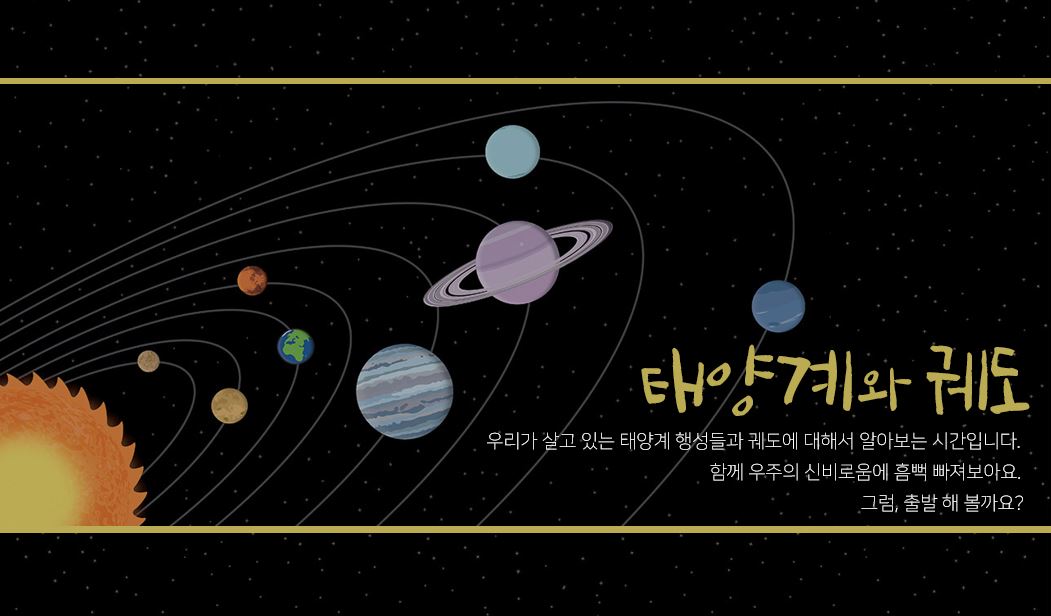 태양계와 궤도
우리가 살고 있는 태양계 행성들과 궤도에 대해서 알아보는 시간입니다.
함께 우주의 신비로움에 흠뻑 빠져보아요.
그럼, 출발 해 볼까요?